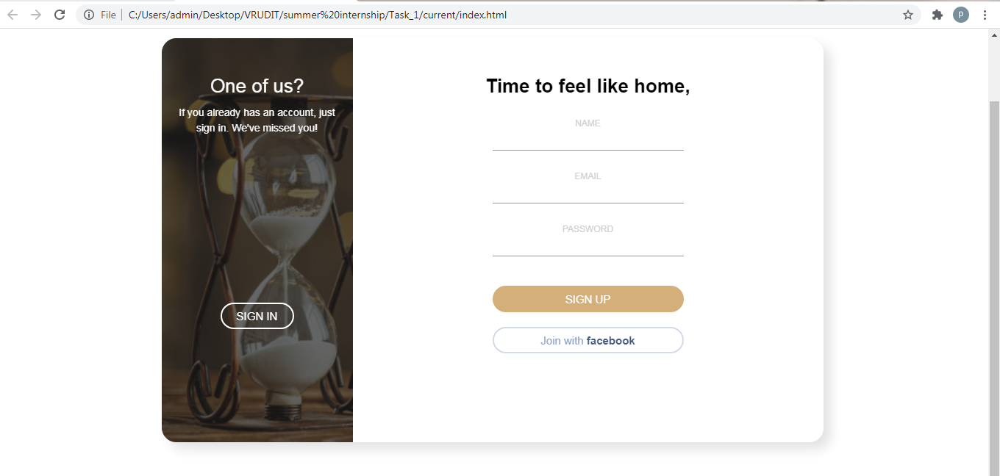 File
C:/Users/admin/Desktop/VRUDIT/summer%20internship/Task_1/current/index.html
p
One of us?
If you already has an account, just
sign in. We've missed you!
SIGN IN
Time to feel like home,
NAME
EMAIL
PASSWORD
SIGN UP
Join with facebook